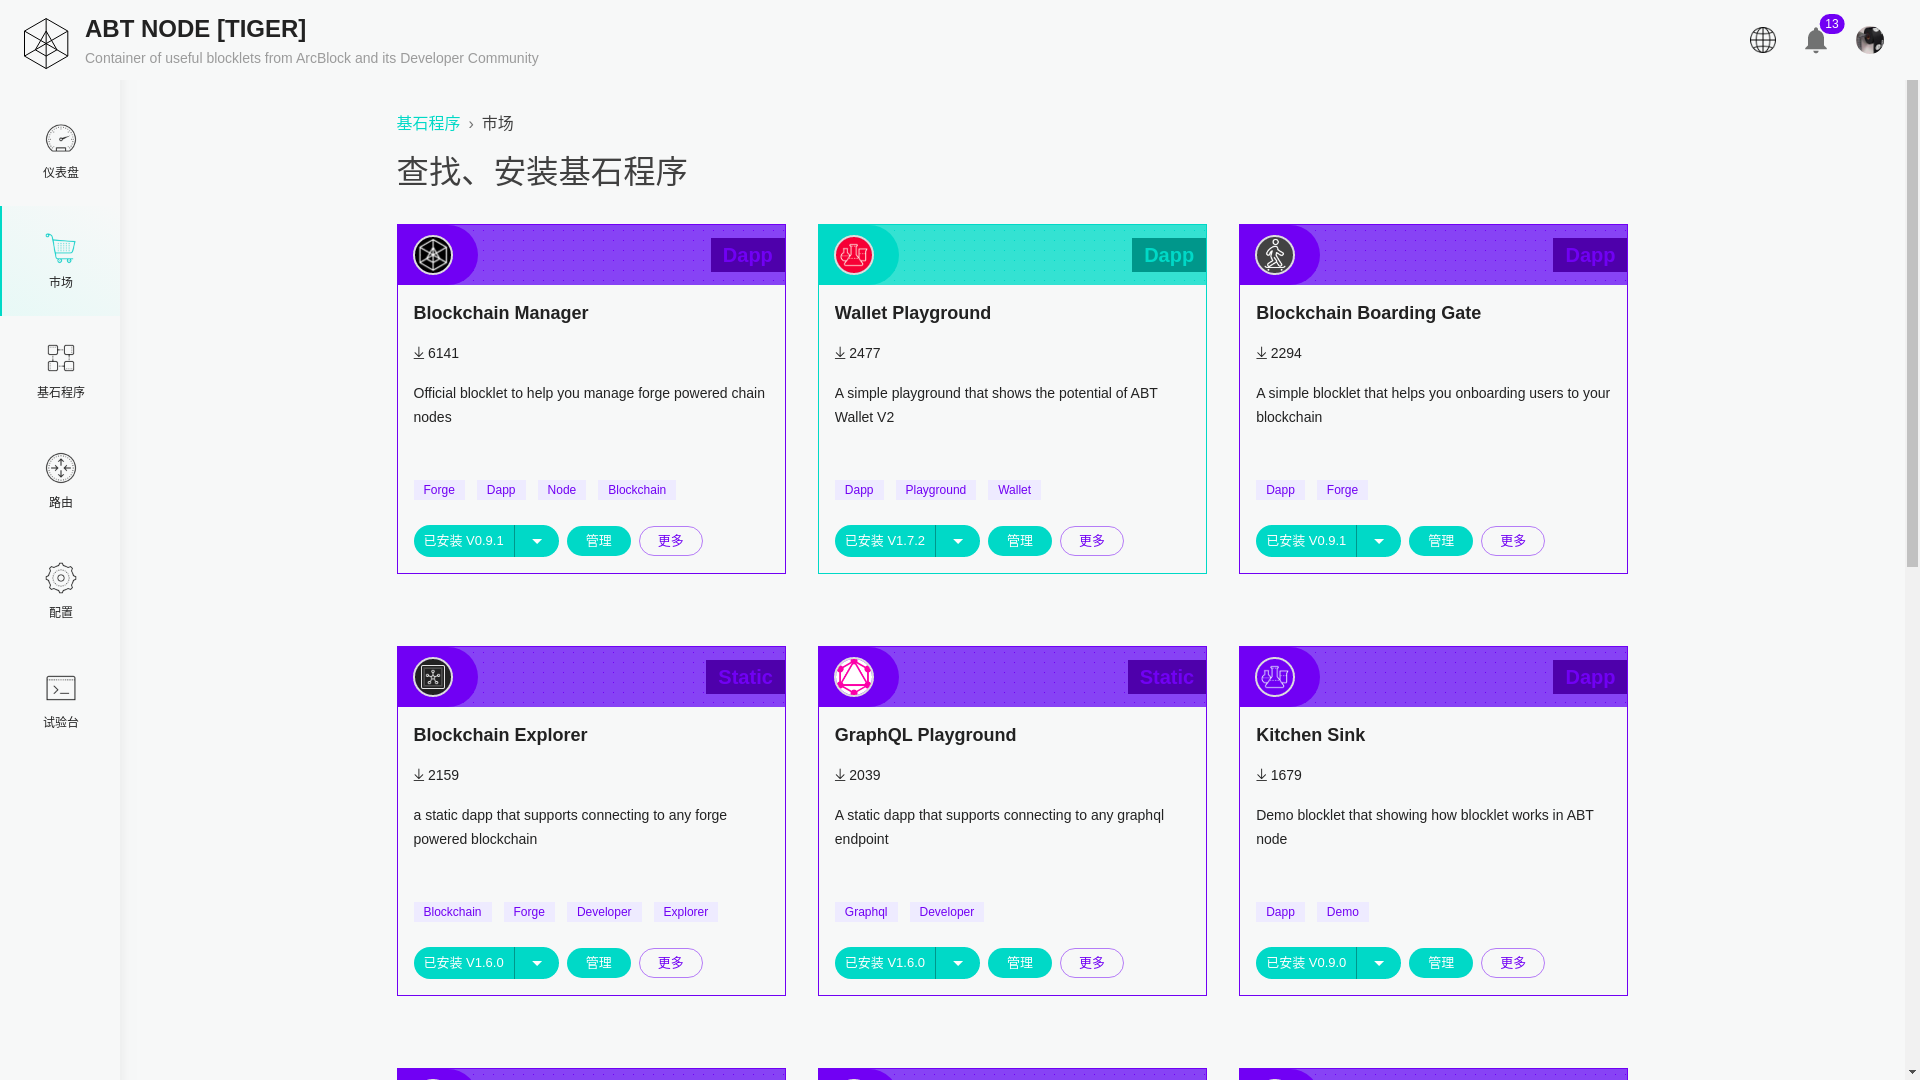 ABT NODE [TIGER]
Container of useful blocklets from ArcBlock and its Developer Community
13
仪表盘
市场
基石程序
路由
配置
试验台
基石程序 › 市场
查找、安装基石程序
Dapp
Blockchain Manager
6141
Official blocklet to help you manage forge powered chain
nodes
Forge Dapp Node Blockchain
已安装 V0.9.1 管理 更多
Dapp
Wallet Playground
2477
A simple playground that shows the potential of ABT
Wallet V2
Dapp Playground Wallet
已安装 V1.7.2 管理 更多
Dapp
Blockchain Boarding Gate
2294
A simple blocklet that helps you onboarding users to your
blockchain
Dapp Forge
已安装 V0.9.1 管理 更多
Static
Blockchain Explorer
2159
a static dapp that supports connecting to any forge
powered blockchain
Blockchain Forge Developer Explorer
已安装 V1.6.0 管理 更多
Static
GraphQL Playground
2039
A static dapp that supports connecting to any graphql
endpoint
Graphql Developer
已安装 V1.6.0 管理 更多
Dapp
Kitchen Sink
1679
Demo blocklet that showing how blocklet works in ABT
node
Dapp Demo
已安装 V0.9.0 管理 更多